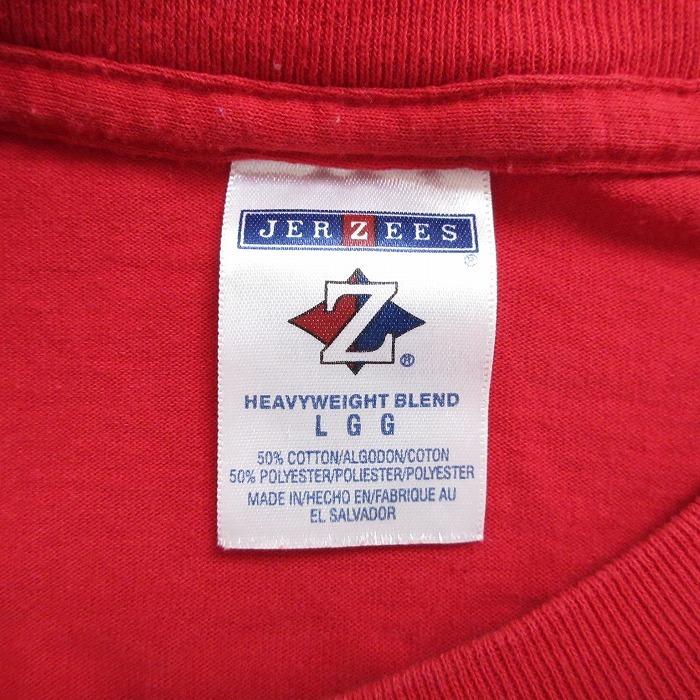 JERZEES
®
Z
®
HEAVYWEIGHT BLEND
L G G
50% COTTON/ALGODON/COTON
50% POLYESTER/POLIESTER/POLYESTER
MADE IN/HECHO EN/FABRIQUE AU
EL SALVADOR